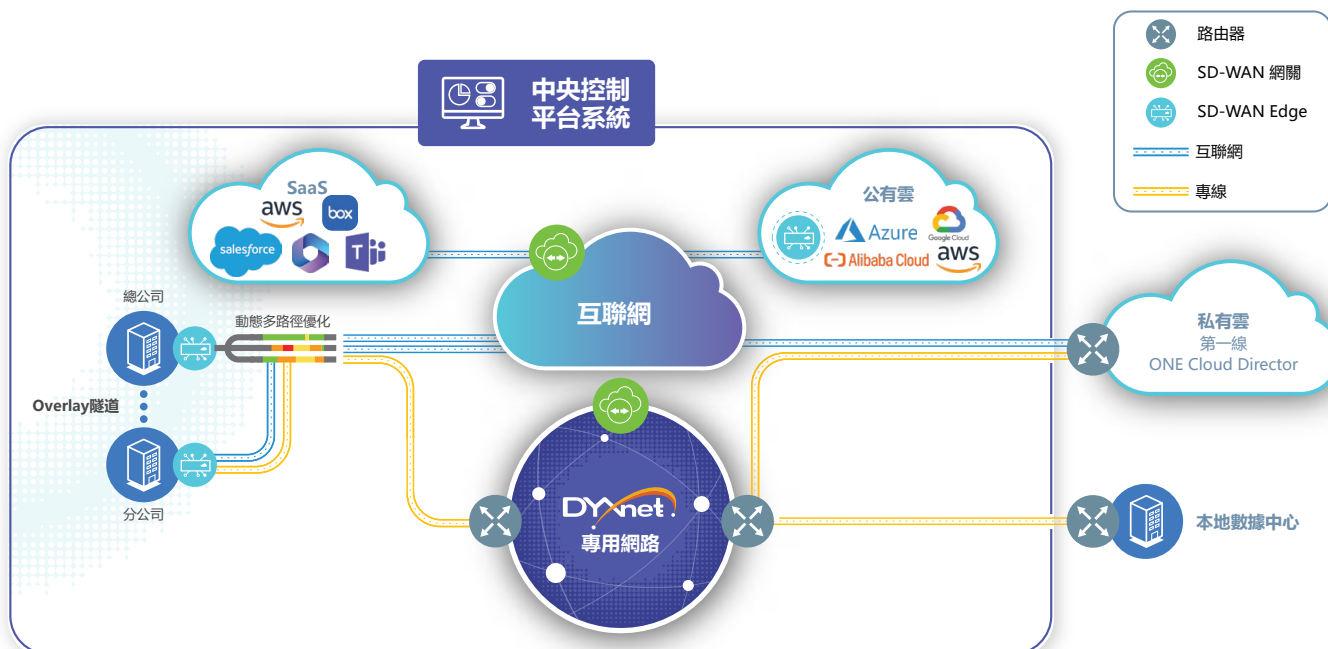 路由器
SD-WAN 網關
SD-WAN Edge
互聯網
專線
中央控制
平台系統
SaaS
aws
box
salesforce
T
公有雲
Azure
Google Cloud
Alibaba Cloud
aws
互聯網
總公司
動態多路徑優化
Overlay隧道
分公司
私有雲
第一線
ONE Cloud Director
DYXnet
專用網路
本地數據中心